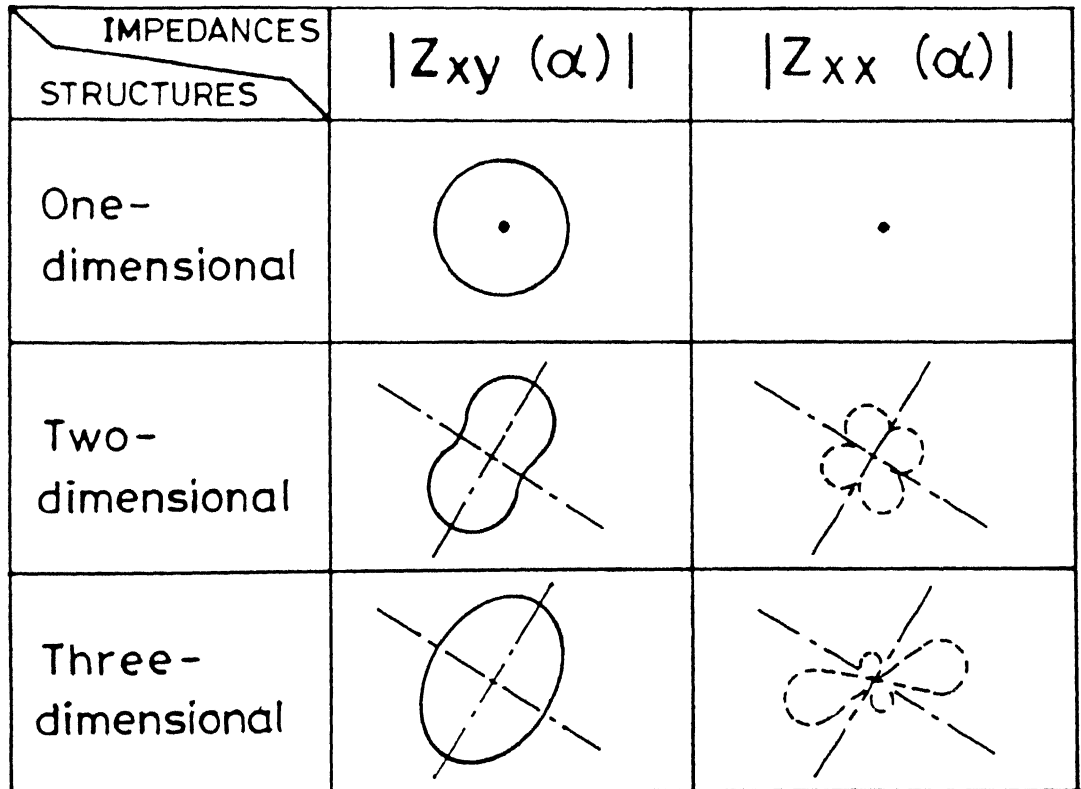 IMPEDANCES
STRUCTURES
|Zxy (α)|
|Zxx (α)|
One-
dimensional
Two-
dimensional
Three-
dimensional